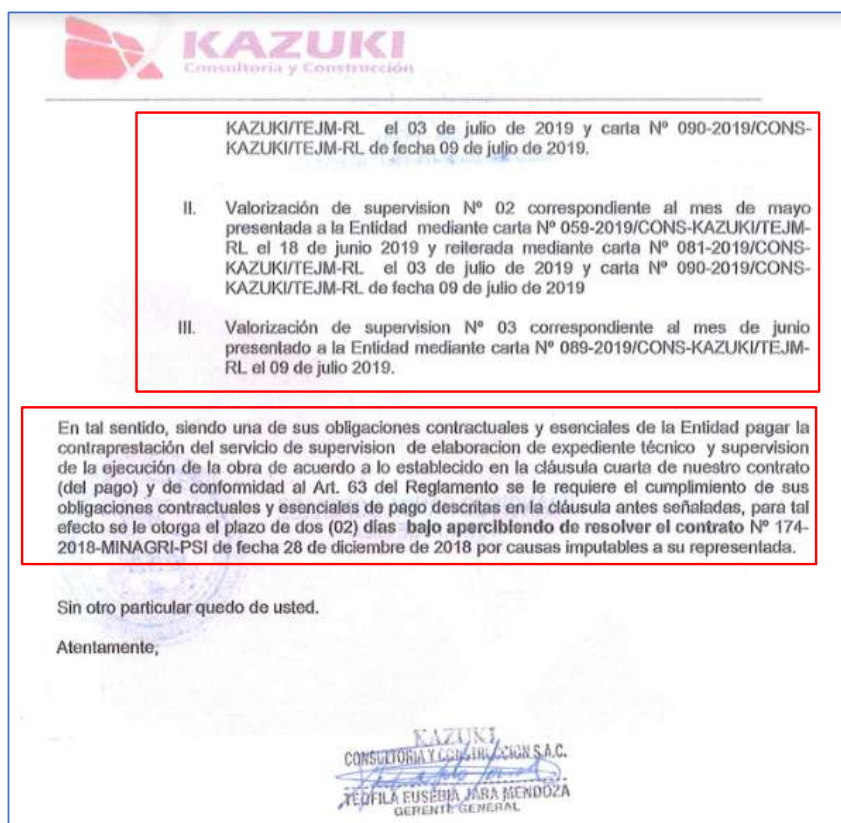 KAZUKI
Consultoría y Construcción
KAZUKI/TEJM-RL el 03 de julio de 2019 y carta Nº 090-2019/CONS-
KAZUKI/TEJM-RL de fecha 09 de julio de 2019.
II. Valorización de supervision Nº 02 correspondiente al mes de mayo
presentada a la Entidad mediante carta Nº 059-2019/CONS-KAZUKI/TEJM-
RL el 18 de junio 2019 y reiterada mediante carta Nº 081-2019/CONS-
KAZUKI/TEJM-RL el 03 de julio de 2019 y carta Nº 090-2019/CONS-
KAZUKI/TEJM-RL de fecha 09 de julio de 2019
III. Valorización de supervision Nº 03 correspondiente al mes de junio
presentado a la Entidad mediante carta Nº 089-2019/CONS-KAZUKI/TEJM-
RL el 09 de julio 2019.
En tal sentido, siendo una de sus obligaciones contractuales y esenciales de la Entidad pagar la
contraprestación del servicio de supervision de elaboracion de expediente técnico y supervision
de la ejecución de la obra de acuerdo a lo establecido en la cláusula cuarta de nuestro contrato
(del pago) y de conformidad al Art. 63 del Reglamento se le requiere el cumplimiento de sus
obligaciones contractuales y esenciales de pago descritas en la cláusula antes señaladas, para tal
efecto se le otorga el plazo de dos (02) días bajo apercibiendo de resolver el contrato Nº 174-
2018-MINAGRI-PSI de fecha 28 de diciembre de 2018 por causas imputables a su representada.
Sin otro particular quedo de usted.
Atentamente,
KAZUKI
CONSULTORIA Y CONSTRUCCION S.A.C.
TEOFILA EUSEBIA JARA MENDOZA
GERENTE GENERAL